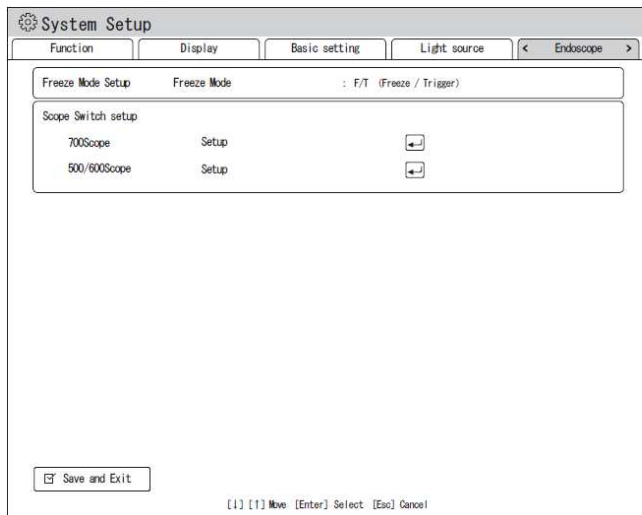 System Setup
Function Display Basic setting Light source < Endoscope >
Freeze Mode Setup Freeze Mode : F/T (Freeze / Trigger)
Scope Switch setup
700Scope Setup
500/600Scope Setup
Save and Exit
[↓] [↑] Move [Enter] Select [Esc] Cancel